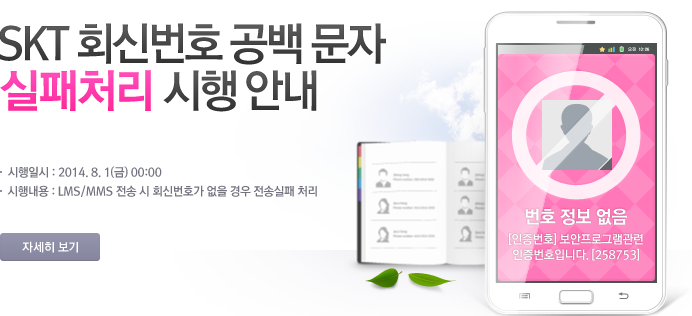 SKT 회신번호 공백 문자
실패처리 시행 안내
· 시행일시 : 2014. 8. 1(금) 00:00
· 시행내용 : LMS/MMS 전송 시 회신번호가 없을 경우 전송실패 처리
자세히 보기
번호 정보 없음
[인증번호] 보안프로그램관련
인증번호입니다. [258753]